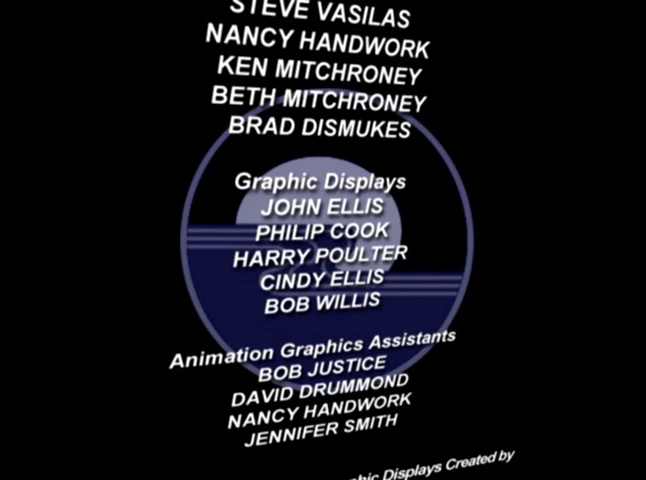 STEVE VASILAS
NANCY HANDWORK
KEN MITCHRONEY
BETH MITCHRONEY
BRAD DISMUKES
Graphic Displays
JOHN ELLIS
PHILIP COOK
HARRY POULTER
CINDY ELLIS
BOB WILLIS
Animation Graphics Assistants
BOB JUSTICE
DAVID DRUMMOND
NANCY HANDWORK
JENNIFER SMITH
Displays Created by